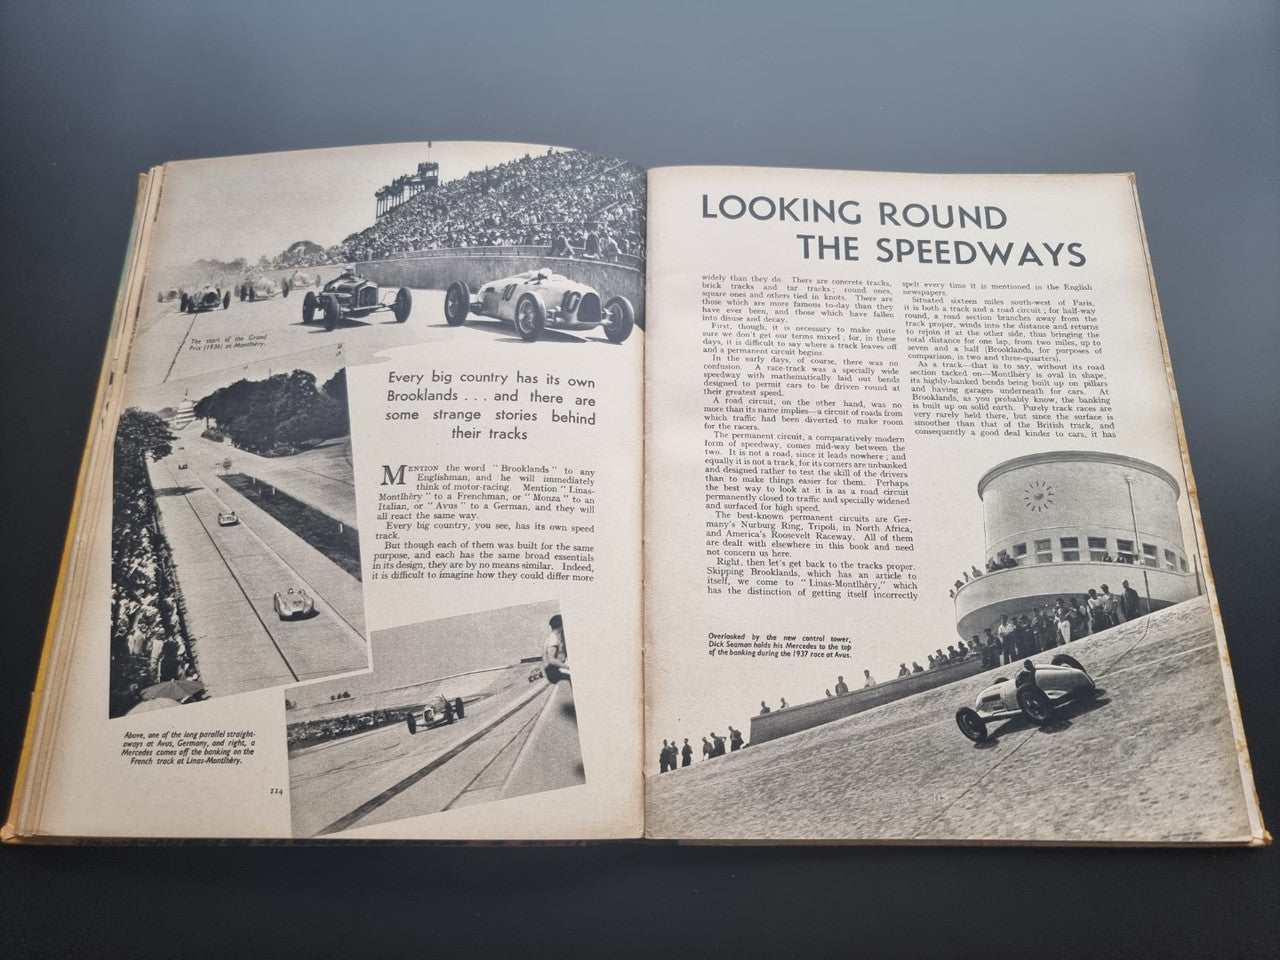 The start of the Grand
Prix (1936) at Montlhéry.
10
10
Every big country has its own
Brooklands . . . and there are
some strange stories behind
their tracks
MENTION the word "Brooklands" to any
Englishman, and he will immediately
think of motor-racing. Mention "Linas-
Montlhèry" to a Frenchman, or "Monza" to an
Italian, or "Avus" to a German, and they will
all react the same way.
Every big country, you see, has its own speed
track.
But though each of them was built for the same
purpose, and each has the same broad essentials
in its design, they are by no means similar. Indeed,
it is difficult to imagine how they could differ more
Above, one of the long parallel straight-
aways at Avus, Germany, and right, a
Mercedes comes off the banking on the
French track at Linas-Montlhèry.
114
LOOKING ROUND
THE SPEEDWAYS
widely than they do. There are concrete tracks,
brick tracks and tar tracks; round ones,
square ones and others tied in knots. There are
those which are more famous to-day than they
have ever been, and those which have fallen
into disuse and decay.
First, though, it is necessary to make quite
sure we don't get our terms mixed; for, in these
days, it is difficult to say where a track leaves off
and a permanent circuit begins.
In the early days, of course, there was no
confusion. A race-track was a specially wide
speedway with mathematically laid out bends
designed to permit cars to be driven round at
their greatest speed.
A road circuit, on the other hand, was no
more than its name implies—a circuit of roads from
which traffic had been diverted to make room
for the racers.
The permanent circuit, a comparatively modern
form of speedway, comes mid-way between the
two. It is not a road, since it leads nowhere; and
equally it is not a track, for its corners are unbanked
and designed rather to test the skill of the drivers
than to make things easier for them. Perhaps
the best way to look at it is as a road circuit
permanently closed to traffic and specially widened
and surfaced for high speed.
The best-known permanent circuits are Ger-
many's Nurburg Ring, Tripoli, in North Africa,
and America's Roosevelt Raceway. All of them
are dealt with elsewhere in this book and need
not concern us here.
Right, then let's get back to the tracks proper.
Skipping Brooklands, which has an article to
itself, we come to "Linas-Montlhèry," which
has the distinction of getting itself incorrectly
spelt every time it is mentioned in the English
newspapers.
Situated sixteen miles south-west of Paris,
it is both a track and a road circuit; for half-way
round, a road section branches away from the
track proper, winds into the distance and returns
to rejoin it at the other side, thus bringing the
total distance for one lap, from two miles, up to
seven and a half (Brooklands, for purposes of
comparison, is two and three-quarters).
As a track—that is to say, without its road
section tacked on—Montlhèry is oval in shape,
its highly-banked bends being built up on pillars
and having garages underneath for cars. At
Brooklands, as you probably know, the banking
is built up on solid earth. Purely track races are
very rarely held there, but since the surface is
smoother than that of the British track, and
consequently a good deal kinder to cars, it has
Overlooked by the new control tower,
Dick Seaman holds his Mercedes to the top
of the banking during the 1937 race at Avus.